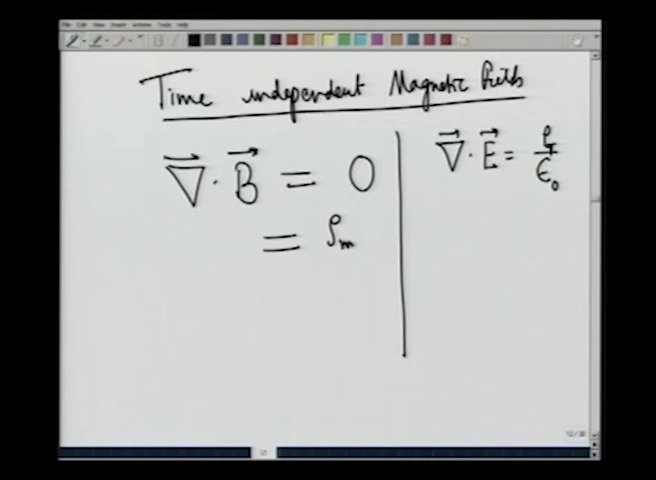 Time independent Magnetic Fields
∇⃗ · B⃗ = 0
= ρm
∇⃗ · E⃗ = ρ/ε₀